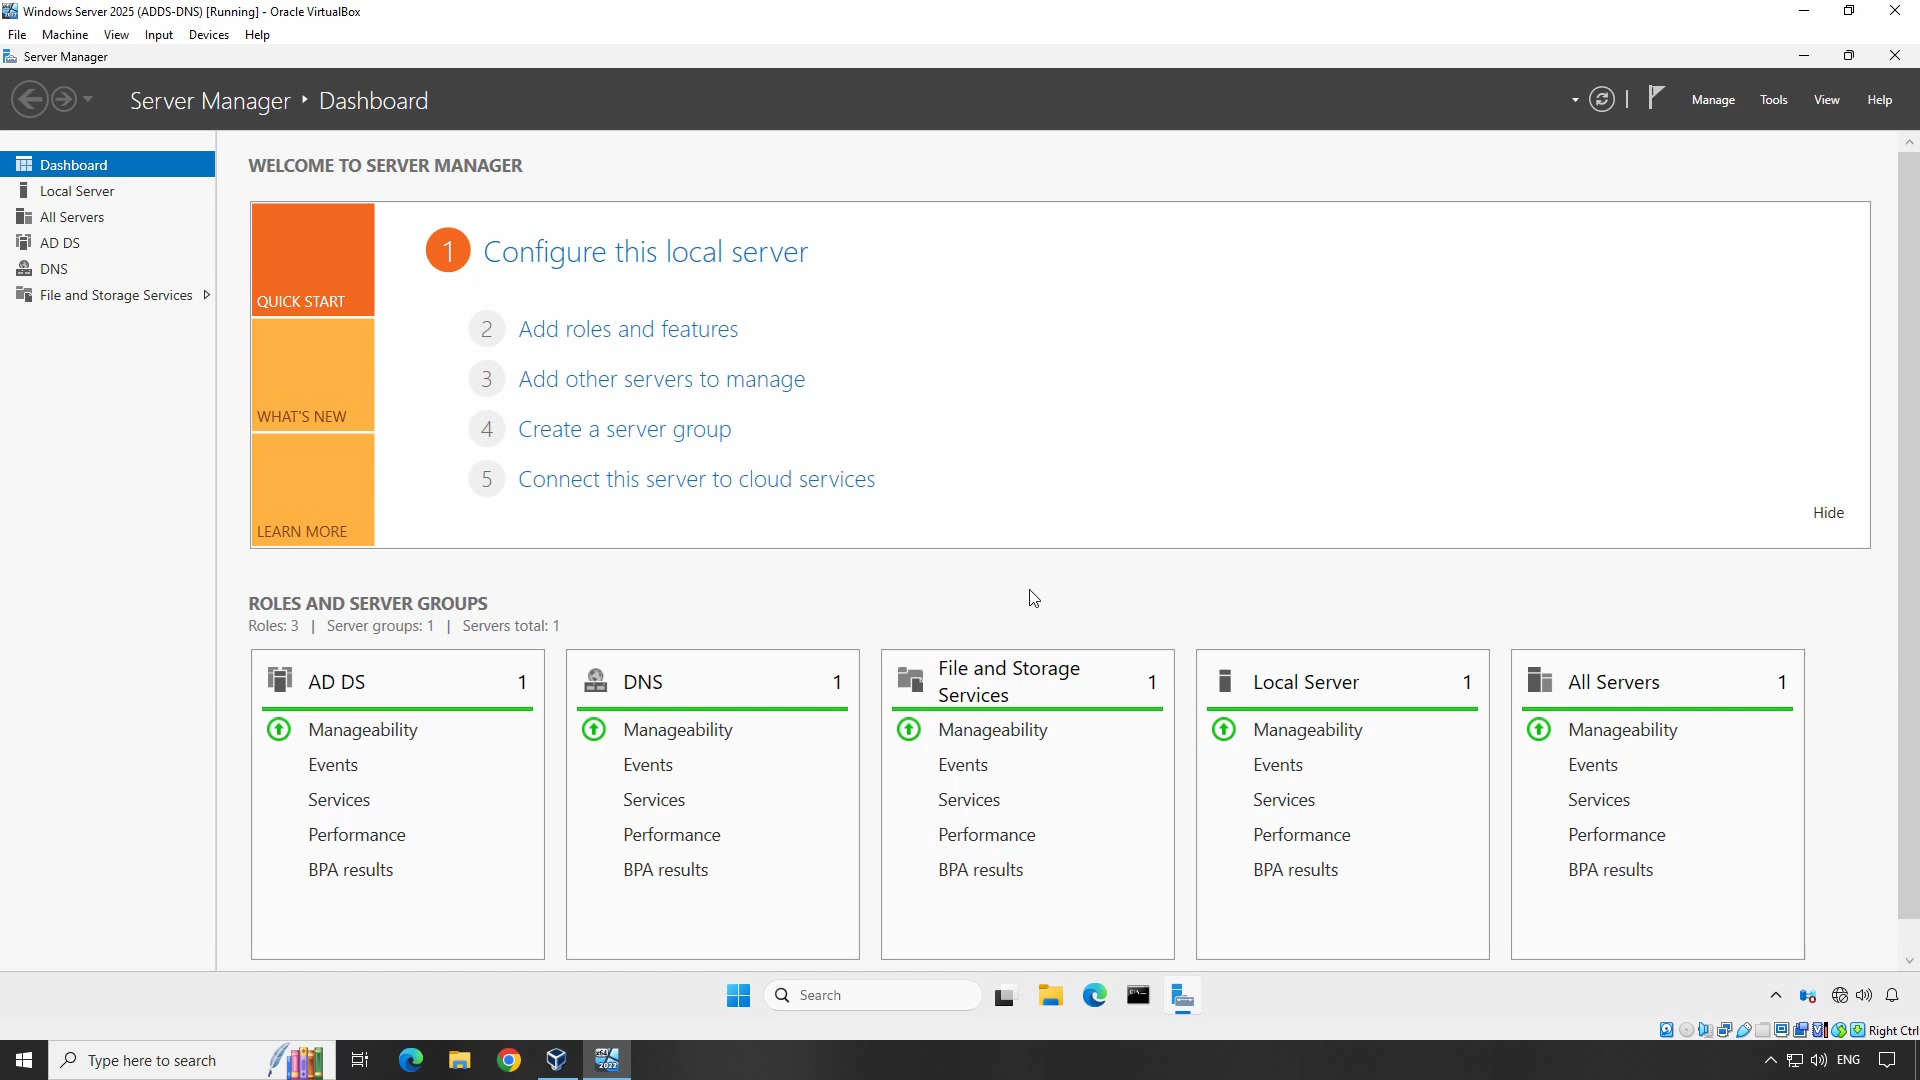 Windows Server 2025 (ADDS-DNS) [Running] - Oracle VirtualBox
File Machine View Input Devices Help
Server Manager
Server Manager ‣ Dashboard
Manage Tools View Help
Dashboard
Local Server
All Servers
AD DS
DNS
File and Storage Services
WELCOME TO SERVER MANAGER
QUICK START
WHAT'S NEW
LEARN MORE
1 Configure this local server
2 Add roles and features
3 Add other servers to manage
4 Create a server group
5 Connect this server to cloud services
Hide
ROLES AND SERVER GROUPS
Roles: 3 | Server groups: 1 | Servers total: 1
AD DS 1
Manageability
Events
Services
Performance
BPA results
DNS 1
Manageability
Events
Services
Performance
BPA results
File and Storage
Services 1
Manageability
Events
Services
Performance
BPA results
Local Server 1
Manageability
Events
Services
Performance
BPA results
All Servers 1
Manageability
Events
Services
Performance
BPA results
Search
Right Ctrl
Type here to search
ENG